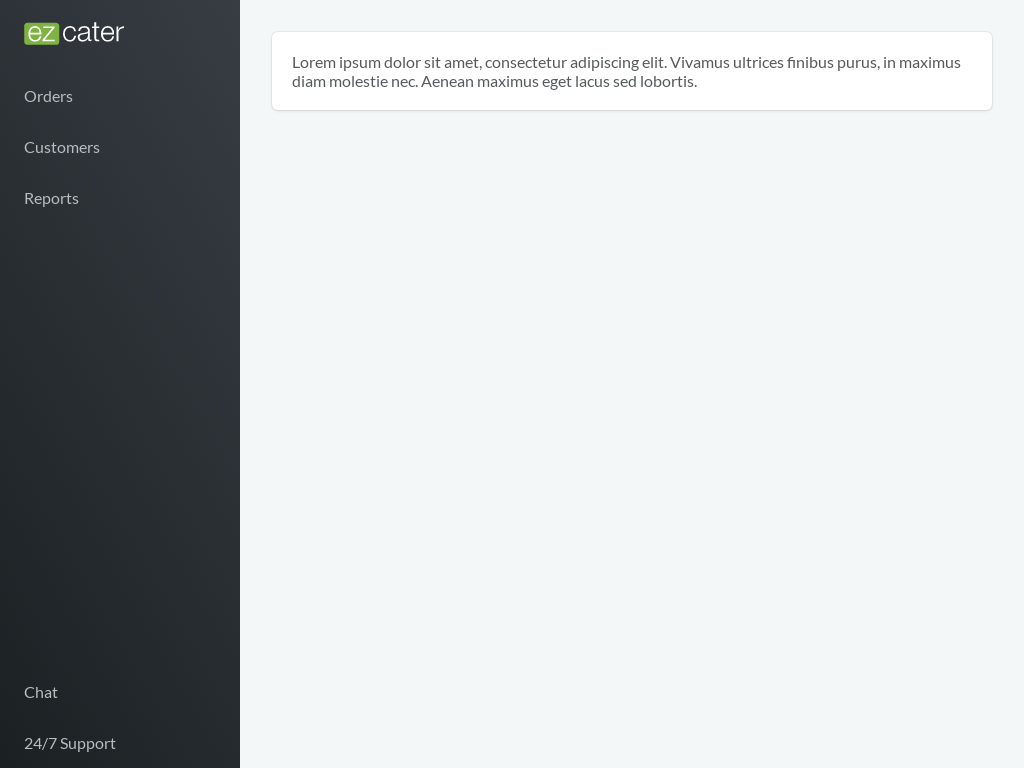 ezcater
Orders
Customers
Reports
Chat
24/7 Support
Lorem ipsum dolor sit amet, consectetur adipiscing elit. Vivamus ultrices finibus purus, in maximus
diam molestie nec. Aenean maximus eget lacus sed lobortis.